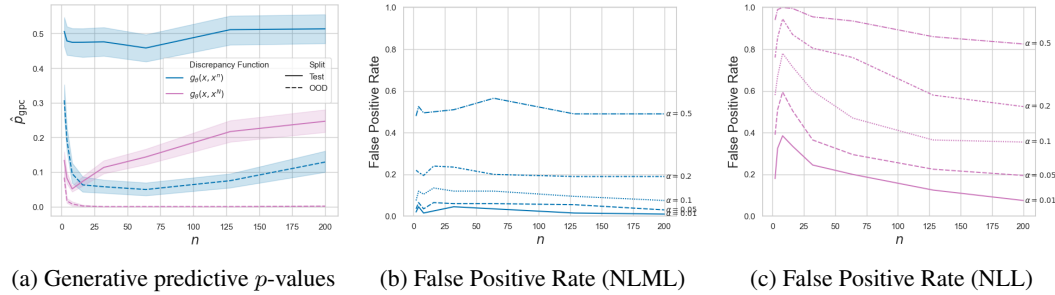 0.5
0.4
0.3
0.2
0.1
0.0
p̂gpc
Discrepancy Function
gθ(x, xⁿ)
gθ(x, xᴺ)
Split
Test
OOD
0 25 50 75 100 125 150 175 200
n
(a) Generative predictive p-values
1.0
0.8
0.6
0.4
0.2
0.0
False Positive Rate
α = 0.5
α = 0.2
α = 0.1
α = 0.05
α = 0.01
0 25 50 75 100 125 150 175 200
n
(b) False Positive Rate (NLML)
1.0
0.8
0.6
0.4
0.2
0.0
False Positive Rate
α = 0.5
α = 0.2
α = 0.1
α = 0.05
α = 0.01
0 25 50 75 100 125 150 175 200
n
(c) False Positive Rate (NLL)